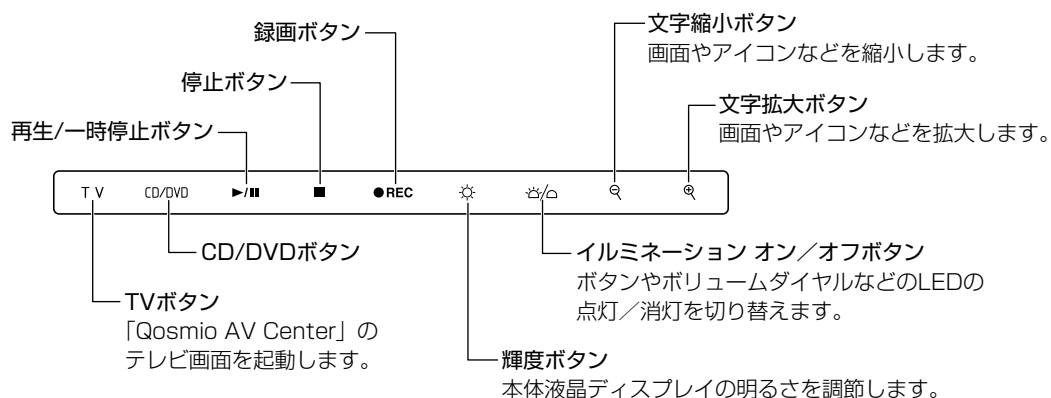 録画ボタン
文字縮小ボタン
画面やアイコンなどを縮小します。
停止ボタン
文字拡大ボタン
画面やアイコンなどを拡大します。
再生/一時停止ボタン
TV CD/DVD ▶/⏸ ■ ●REC
CD/DVDボタン
イルミネーション オン／オフボタン
ボタンやボリュームダイヤルなどのLEDの
点灯／消灯を切り替えます。
TVボタン
「Qosmio AV Center」の
テレビ画面を起動します。
輝度ボタン
本体液晶ディスプレイの明るさを調節します。